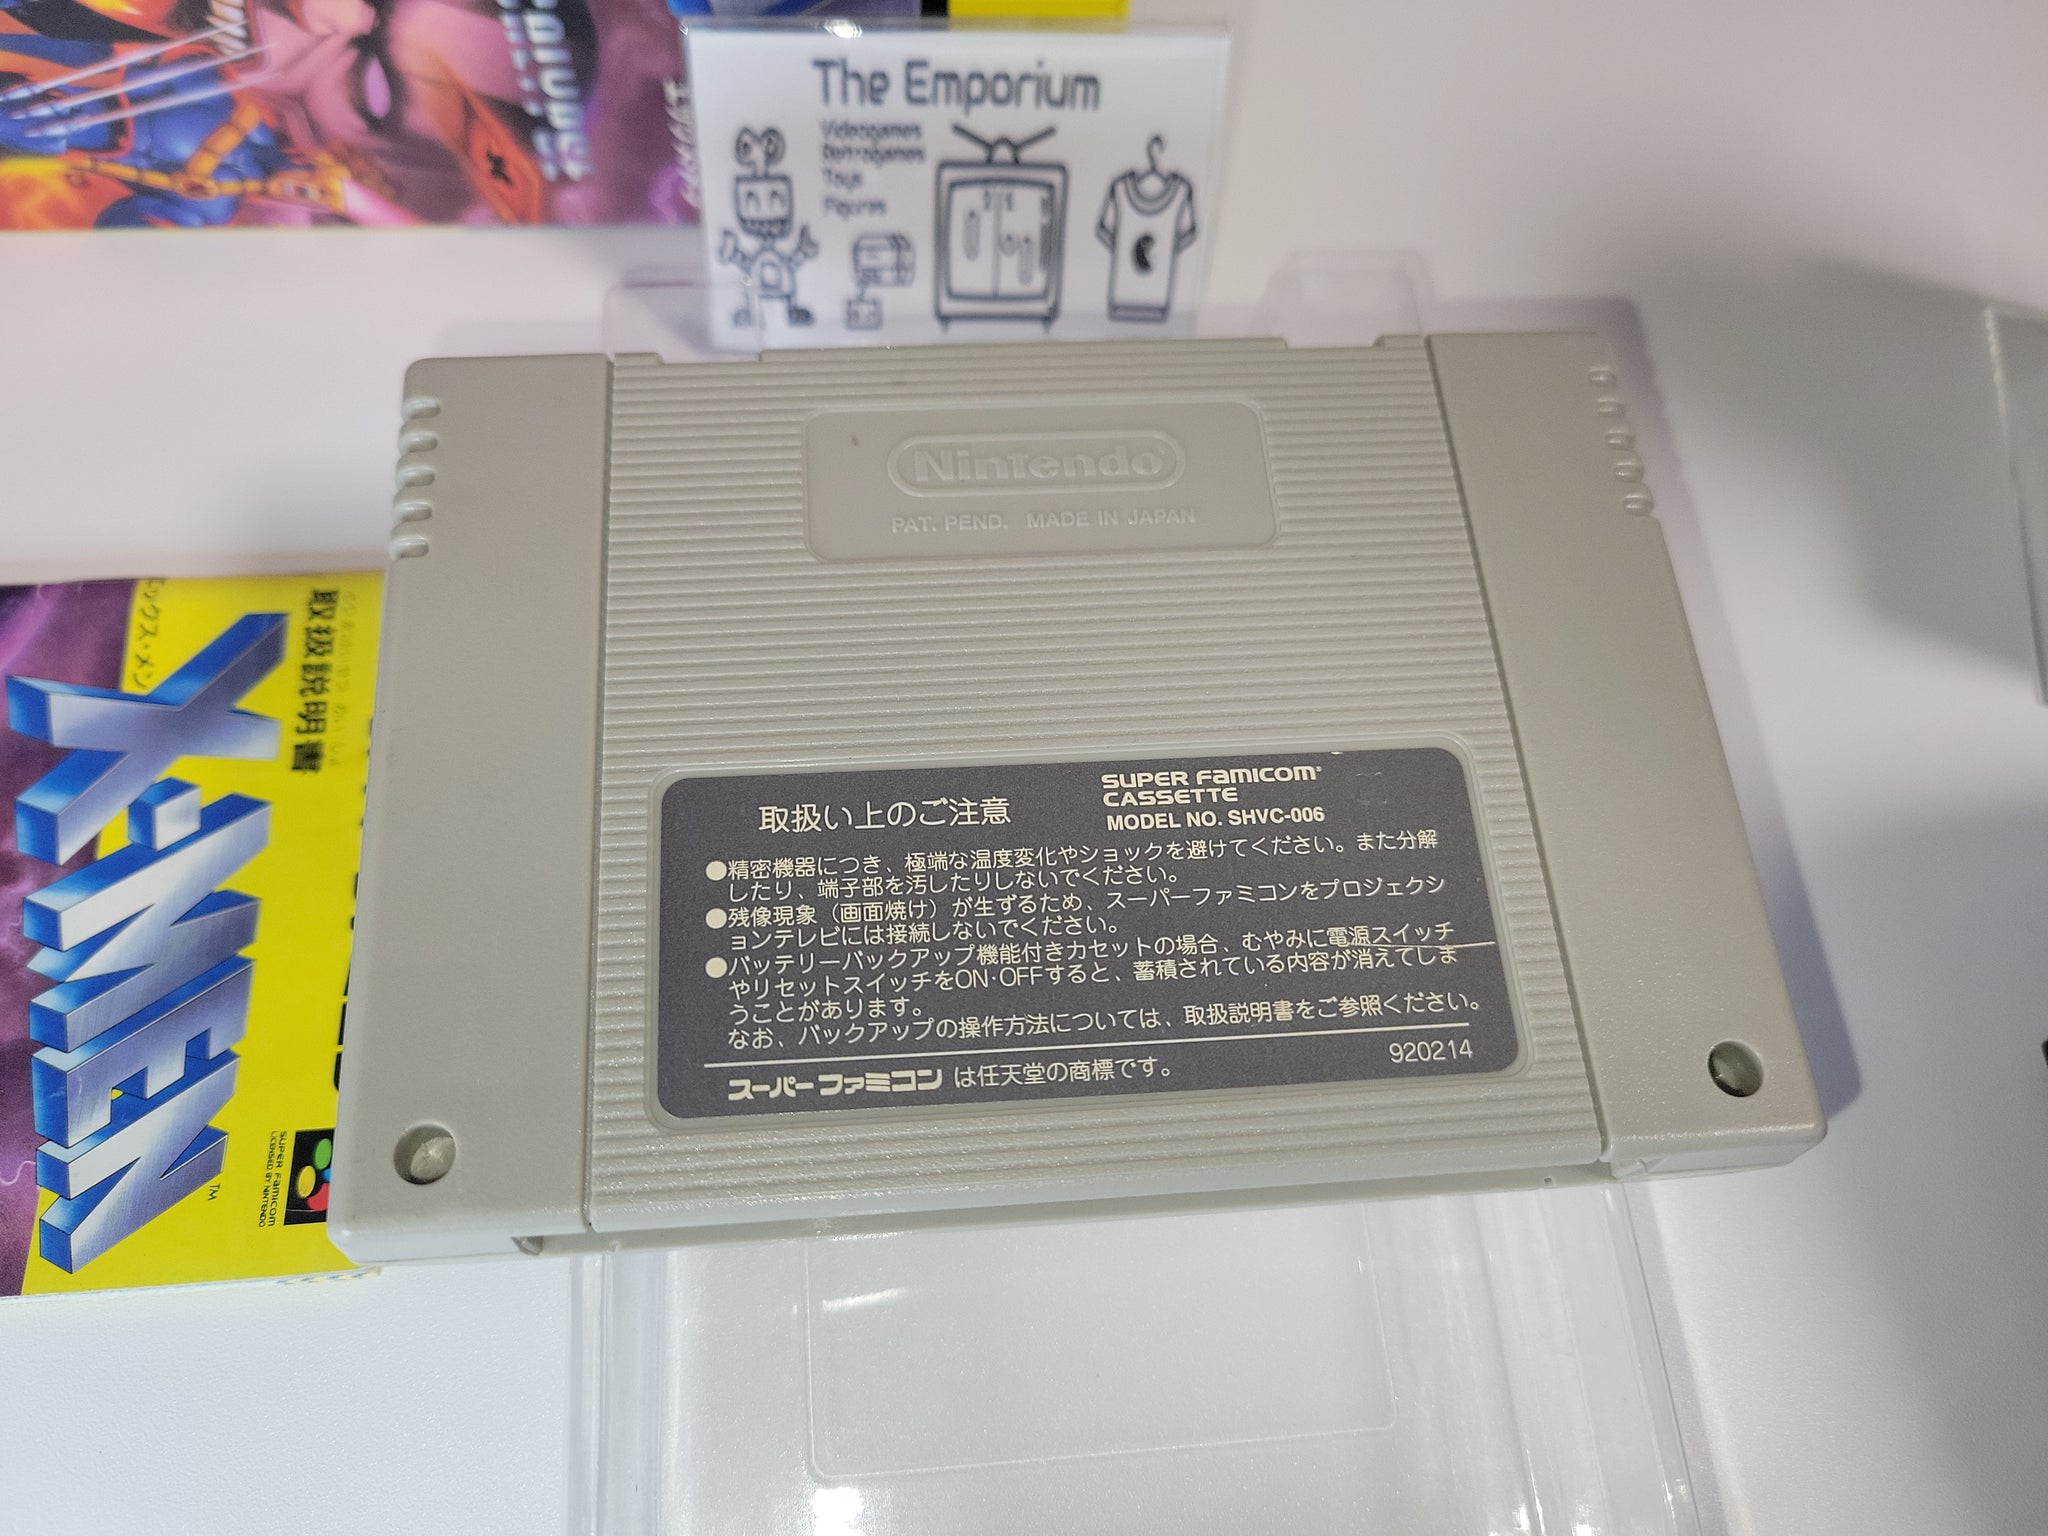 The Emporium
Videogames
Retrogames
Toys
Figures
Nintendo
PAT. PEND. MADE IN JAPAN
取扱い上のご注意
SUPER Famicom
CASSETTE
MODEL NO. SHVC-006
●精密機器につき、極端な温度変化やショックを避けてください。また分解
したり、端子部を汚したりしないでください。
●残像現象（画面焼け）が生ずるため、スーパーファミコンをプロジェクシ
ョンテレビには接続しないでください。
●バッテリーバックアップ機能付きカセットの場合、むやみに電源スイッチ
やリセットスイッチをON·OFFすると、蓄積されている内容が消えてしま
うことがあります。
なお、バックアップの操作方法については、取扱説明書をご参照ください。
スーパーファミコン は任天堂の商標です。
920214
取扱説明書
ックス・メン
X-MEN™
SUPER Famicom
LICENSED BY NINTENDO